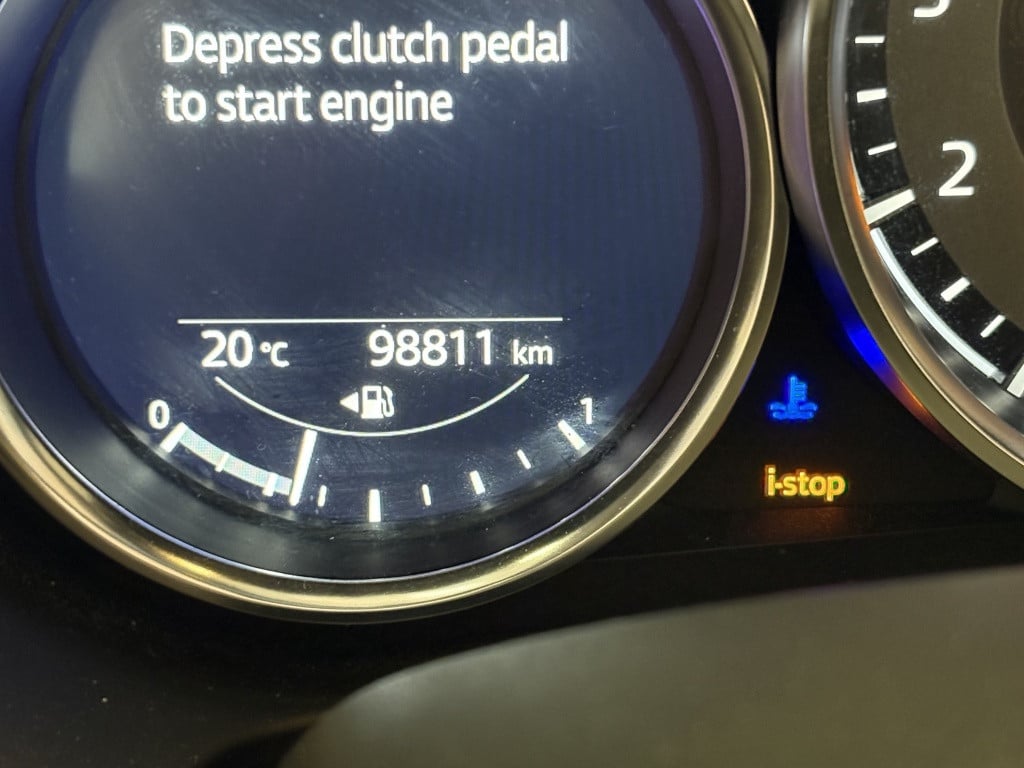 Depress clutch pedal
to start engine
20 °C 98811 km
0 1
2
i-stop